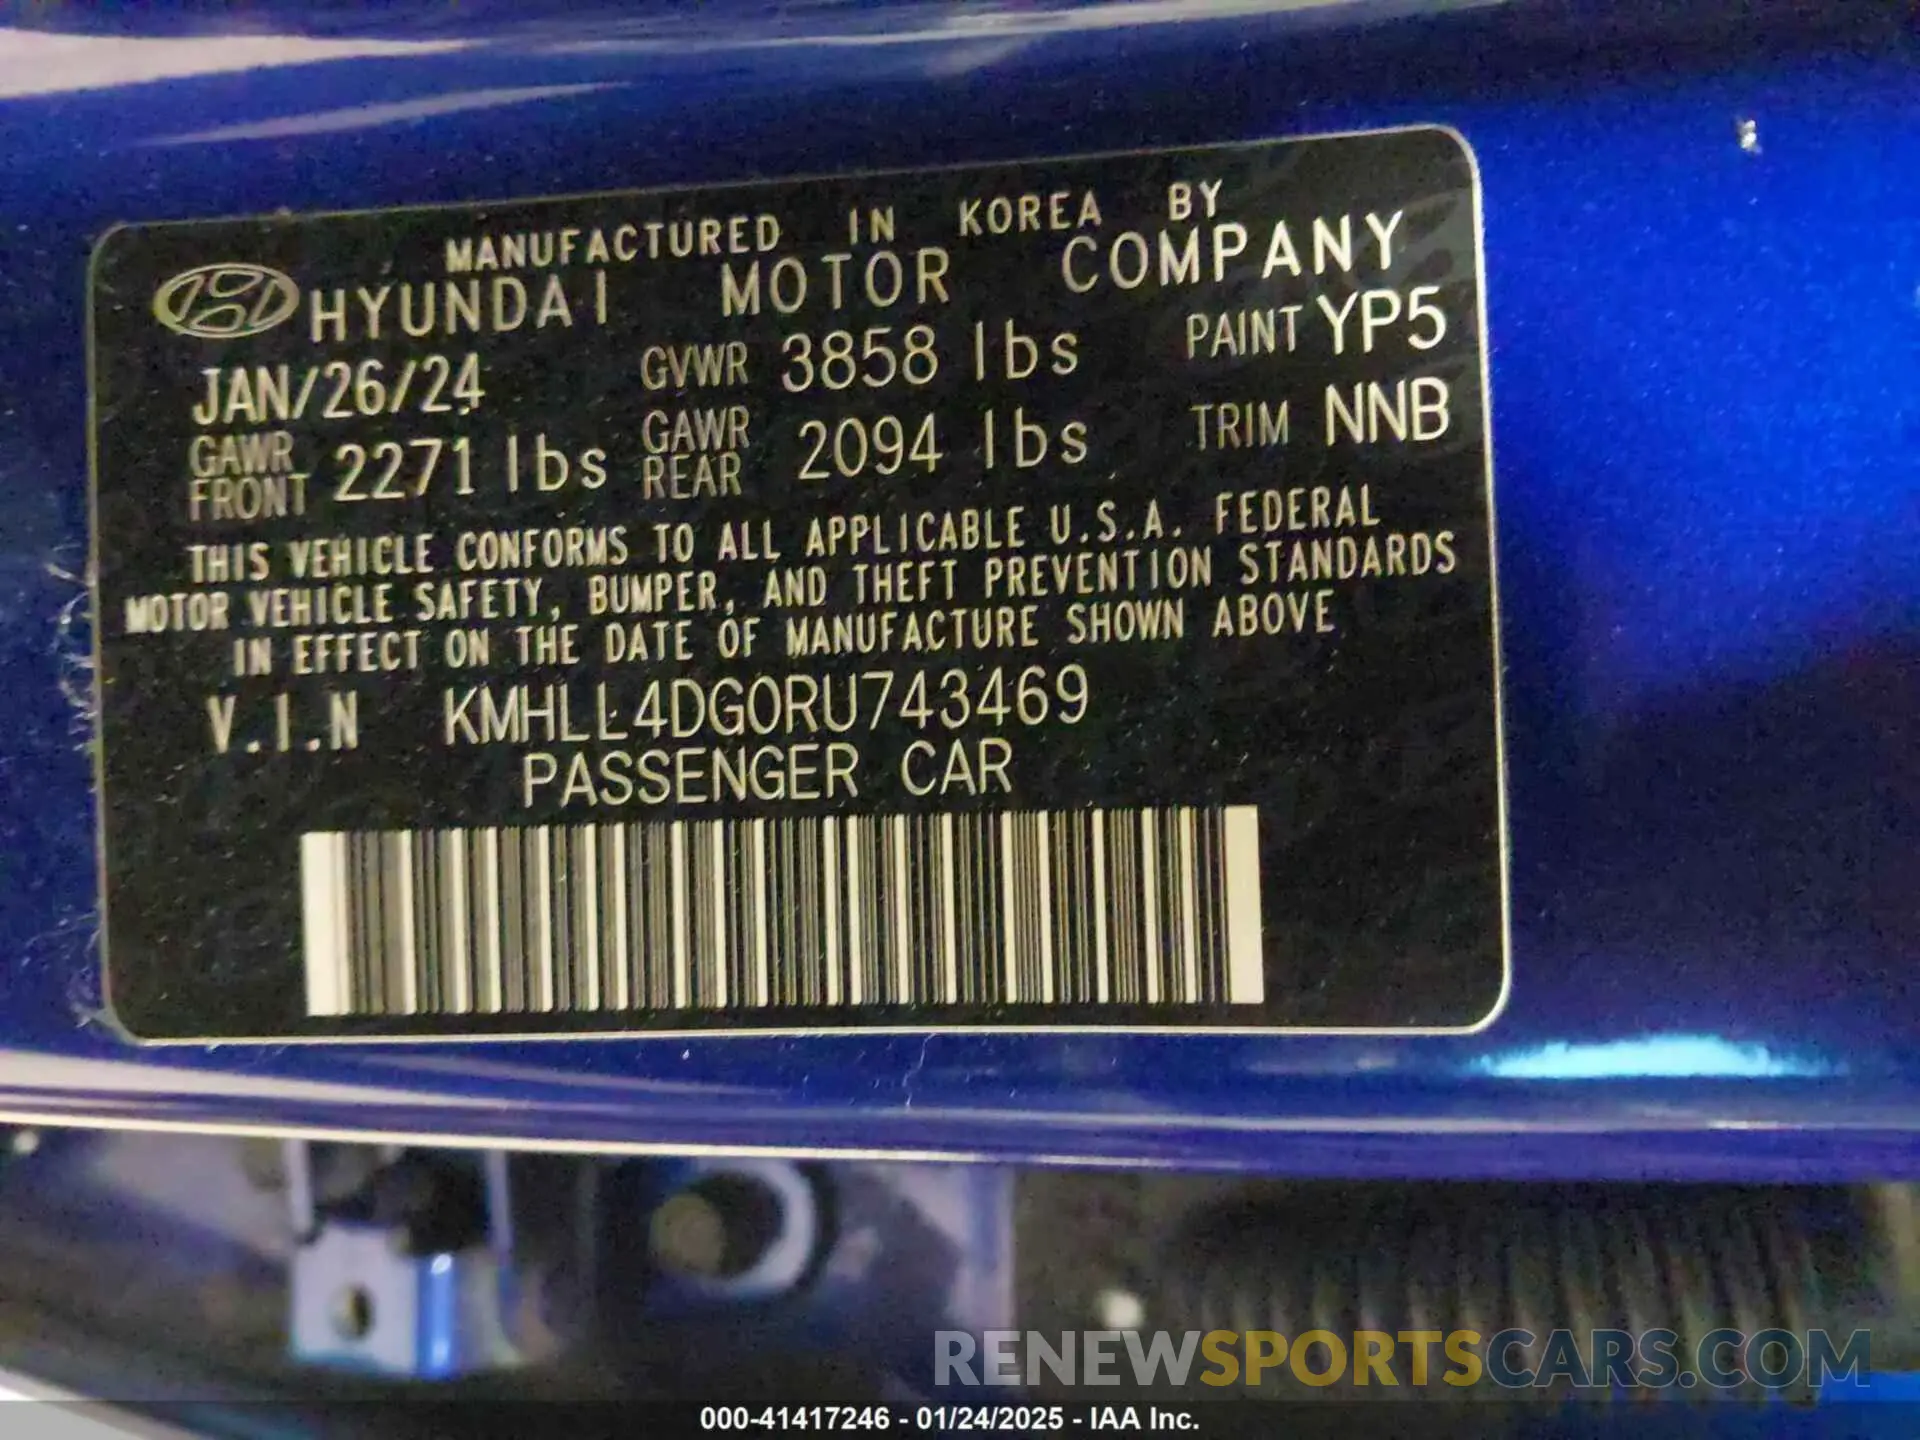 MANUFACTURED IN KOREA BY
HYUNDAI MOTOR COMPANY
JAN/26/24 GVWR 3858 lbs PAINT YP5
GAWR FRONT 2271 lbs GAWR REAR 2094 lbs TRIM NNB
THIS VEHICLE CONFORMS TO ALL APPLICABLE U.S.A. FEDERAL
MOTOR VEHICLE SAFETY, BUMPER, AND THEFT PREVENTION STANDARDS
IN EFFECT ON THE DATE OF MANUFACTURE SHOWN ABOVE
V.I.N KMHLL4DG0RU743469
PASSENGER CAR
RENEWSPORTSCARS.COM
000-41417246 - 01/24/2025 - IAA Inc.